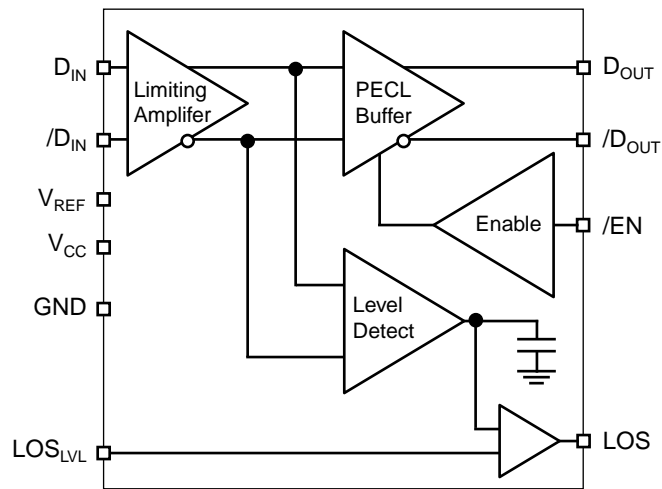 D_IN
/D_IN
V_REF
V_CC
GND
LOS_LVL
Limiting
Amplifer
PECL
Buffer
Enable
Level
Detect
D_OUT
/D_OUT
/EN
LOS